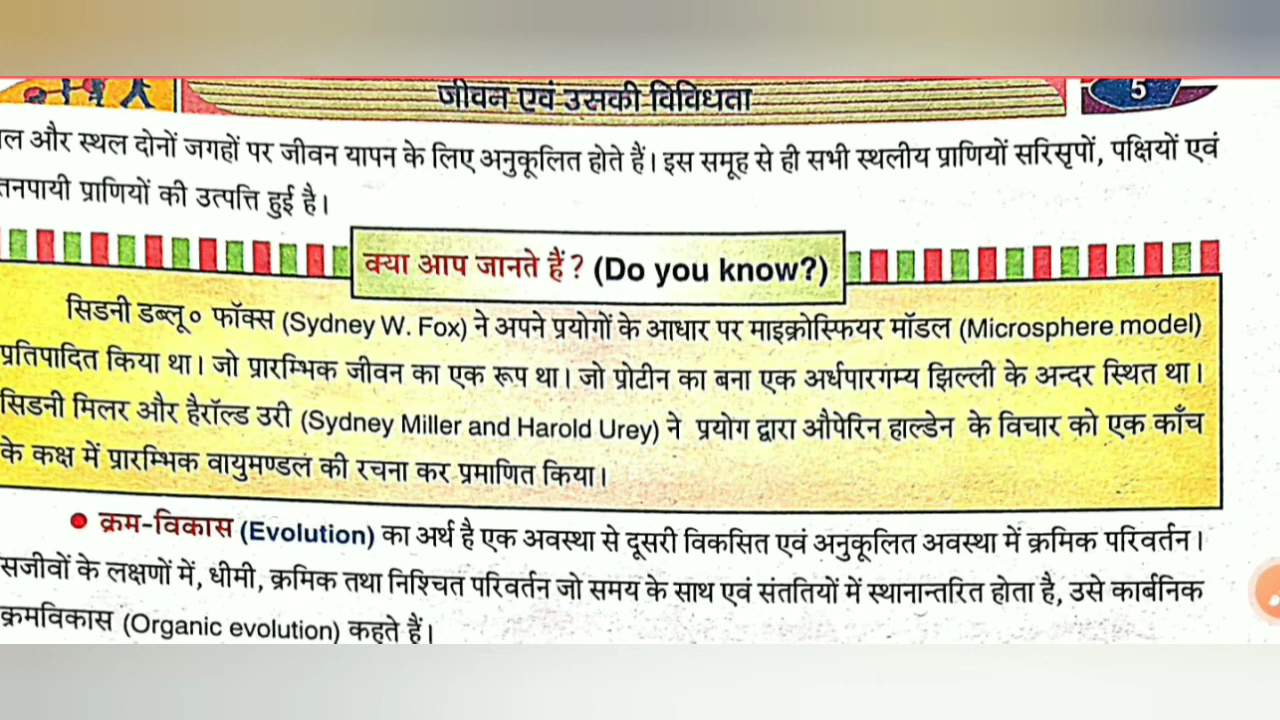 जीवन एवं उसकी विविधता
5
और स्थल दोनों जगहों पर जीवन यापन के लिए अनुकूलित होते हैं। इस समूह से ही सभी स्थलीय प्राणियों सरिसृपों, पक्षियों एवं
प्राणियों की उत्पत्ति हुई है।
क्या आप जानते हैं? (Do you know?)
सिडनी डब्लू० फॉक्स (Sydney W. Fox) ने अपने प्रयोगों के आधार पर माइक्रोस्फियर मॉडल (Microsphere model)
प्रतिपादित किया था। जो प्रारम्भिक जीवन का एक रूप था। जो प्रोटीन का बना एक अर्धपारगम्य झिल्ली के अन्दर स्थित था।
सिडनी मिलर और हैरॉल्ड उरी (Sydney Miller and Harold Urey) ने प्रयोग द्वारा औपेरिन हाल्डेन के विचार को एक काँच
के कक्ष में प्रारम्भिक वायुमण्डल की रचना कर प्रमाणित किया।
● क्रम-विकास (Evolution) का अर्थ है एक अवस्था से दूसरी विकसित एवं अनुकूलित अवस्था में क्रमिक परिवर्तन।
सजीवों के लक्षणों में, धीमी, क्रमिक तथा निश्चित परिवर्तन जो समय के साथ एवं संततियों में स्थानान्तरित होता है, उसे कार्बनिक
क्रमविकास (Organic evolution) कहते हैं।